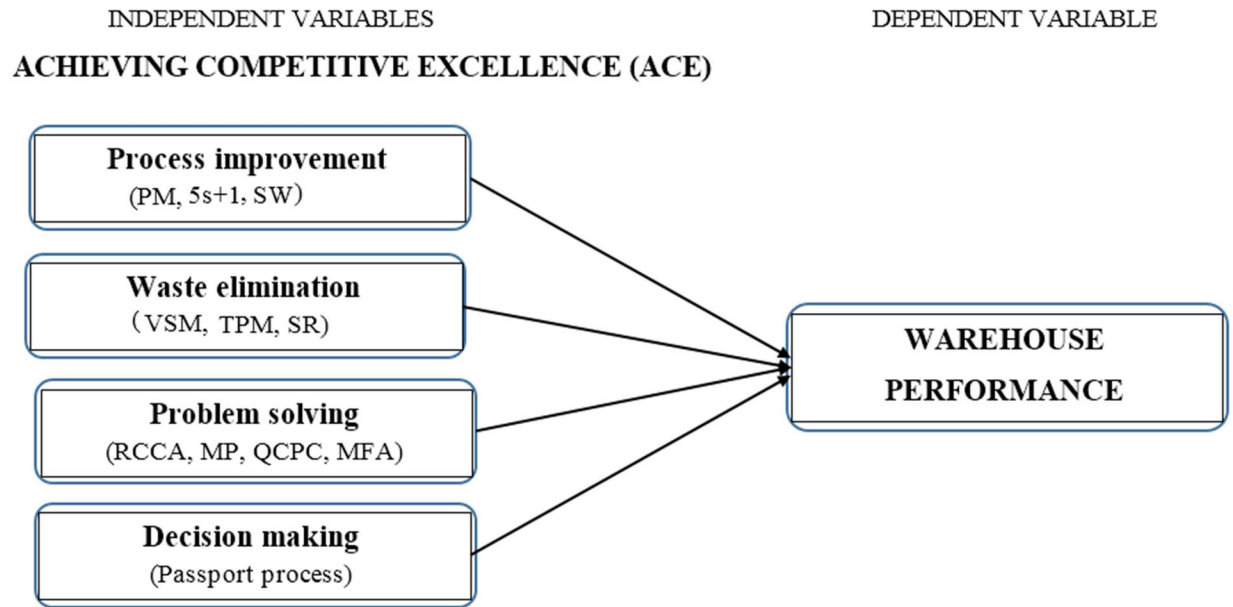 INDEPENDENT VARIABLES
DEPENDENT VARIABLE
ACHIEVING COMPETITIVE EXCELLENCE (ACE)
Process improvement
(PM, 5s+1, SW)
Waste elimination
(VSM, TPM, SR)
Problem solving
(RCCA, MP, QCPC, MFA)
Decision making
(Passport process)
WAREHOUSE
PERFORMANCE